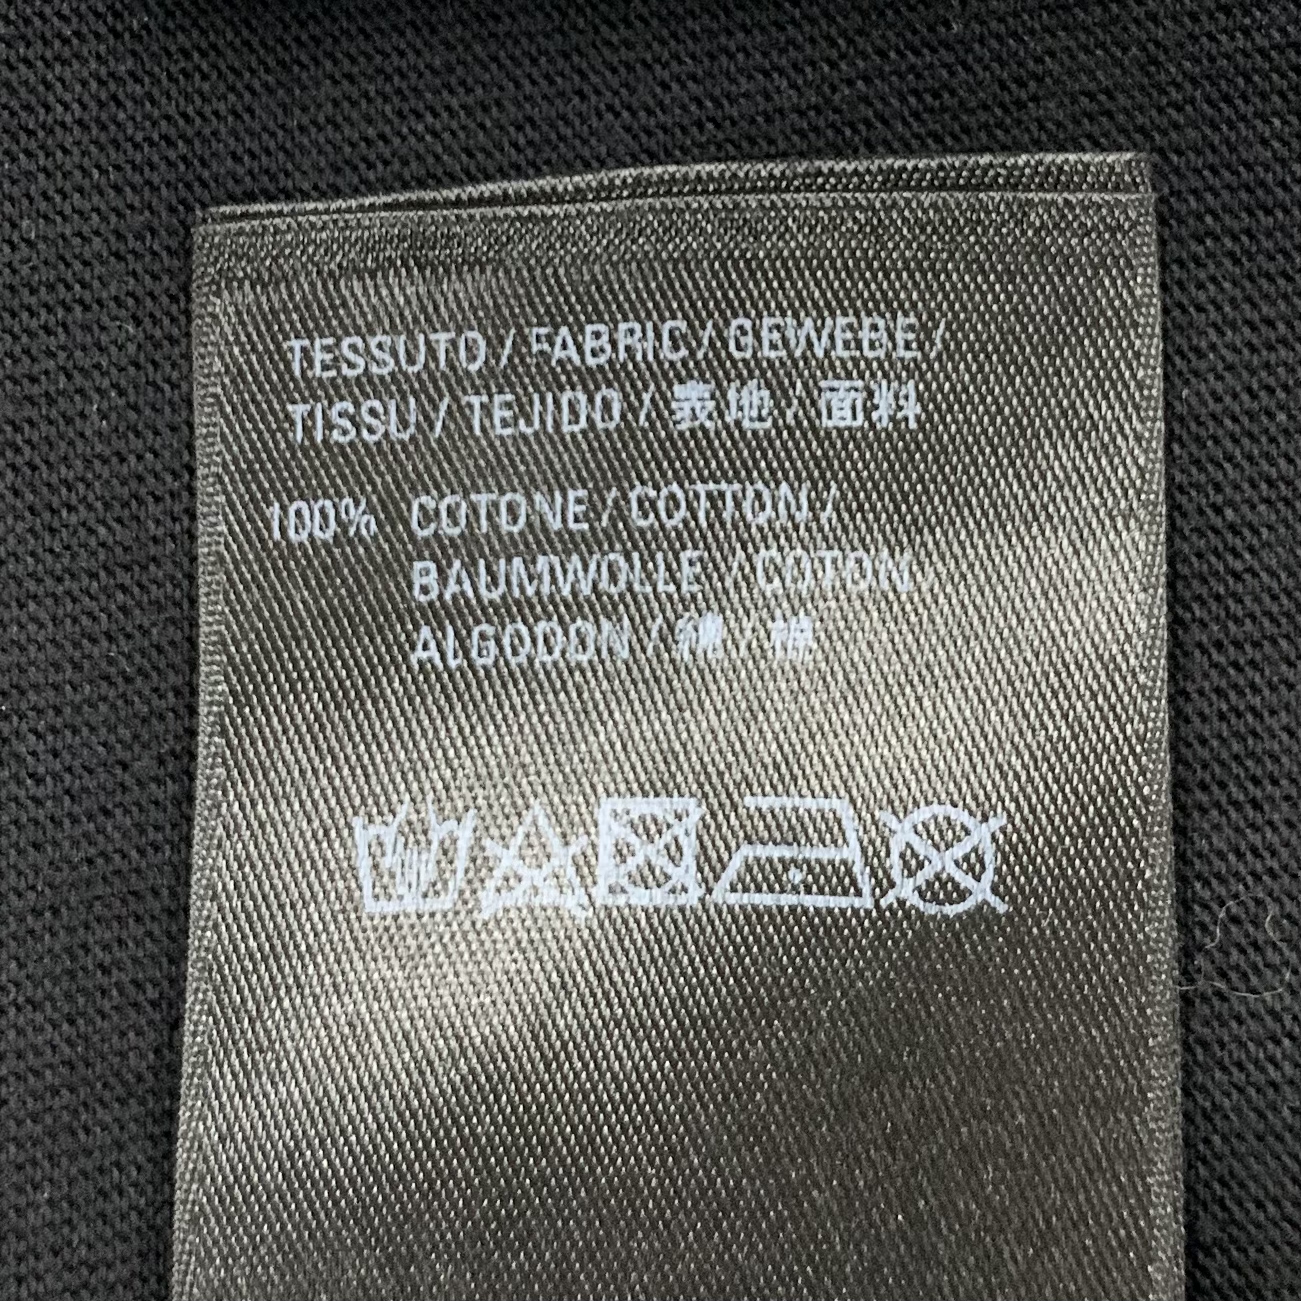 TESSUTO / FABRIC / GEWEBE /
TISSU / TEJIDO / 表地 / 面料
100% COTONE / COTTON /
BAUMWOLLE / COTON /
ALGODON / 綿 / 棉